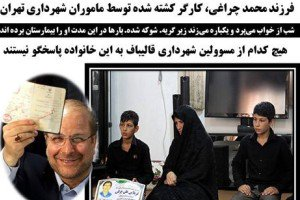 فرزند محمد چراغی، کارگر کشته شده توسط ماموران شهرداری تهران
شب از خواب می‌پرد و یکباره می‌زند زیر گریه. شوکه شده. بارها در این مدت او را بیمارستان برده اند
هیچ کدام از مسوولین شهرداری قالیباف به این خانواده پاسخگو نیستند